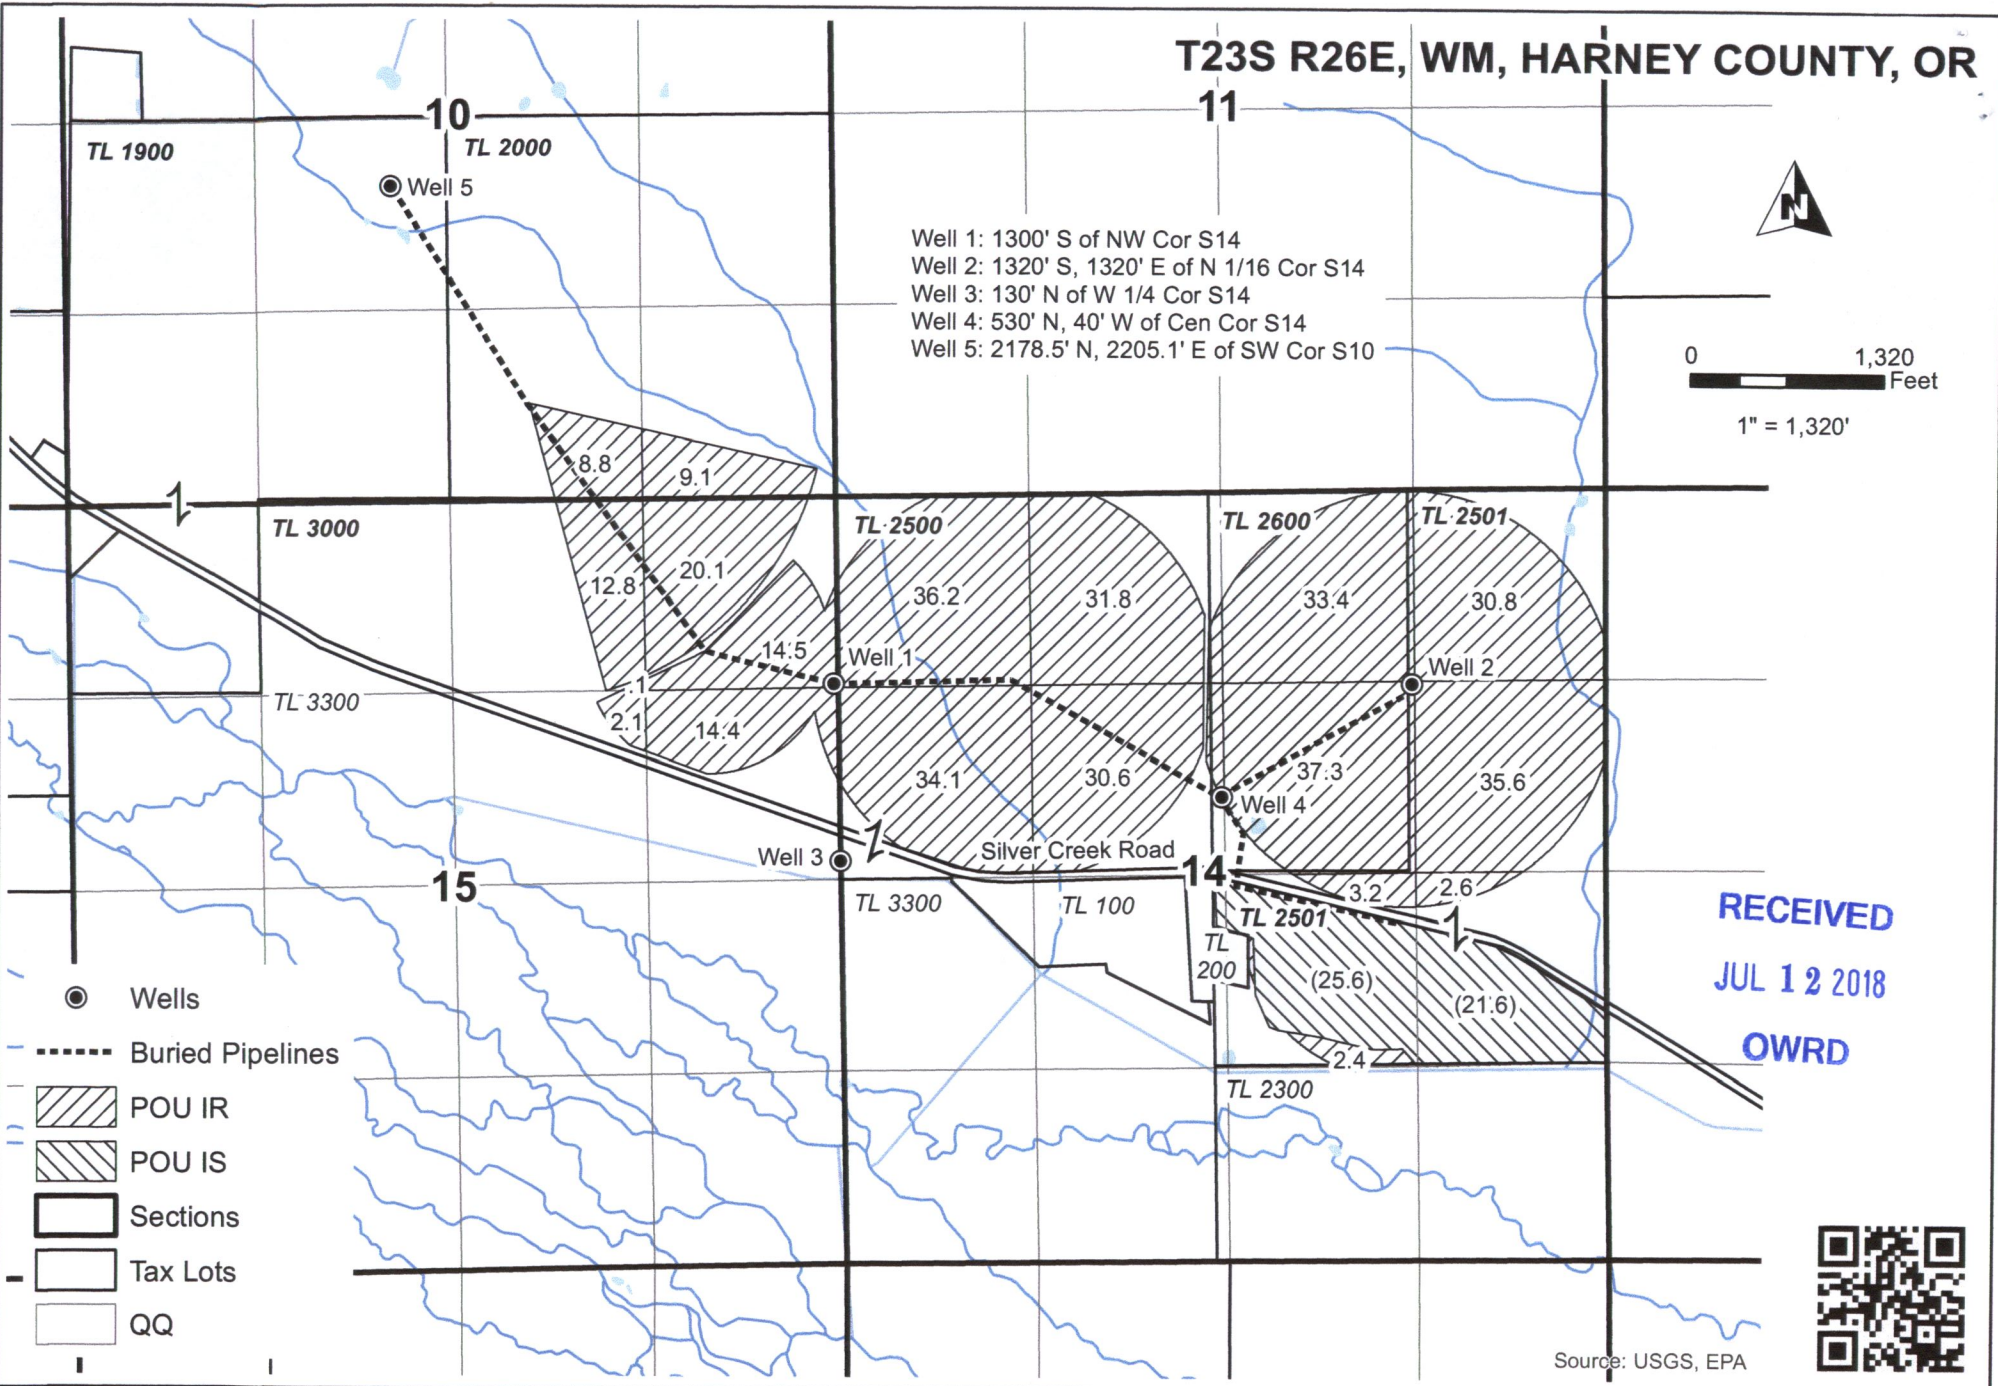 T23S R26E, WM, HARNEY COUNTY, OR
10
11
TL 1900
TL 2000
Well 5
N
Well 1: 1300' S of NW Cor S14
Well 2: 1320' S, 1320' E of N 1/16 Cor S14
Well 3: 130' N of W 1/4 Cor S14
Well 4: 530' N, 40' W of Cen Cor S14
Well 5: 2178.5' N, 2205.1' E of SW Cor S10
0 1,320
Feet
1" = 1,320'
8.8
9.1
TL 3000
TL 2500
TL 2600
TL 2501
12.8
20.1
36.2
31.8
33.4
30.8
14.5
Well 1
Well 2
.1
TL 3300
2.1
14.4
34.1
30.6
37.3
35.6
Well 4
Well 3
Silver Creek Road
14
15
TL 3300
TL 100
3.2
2.6
TL 2501
TL
200
(25.6)
(21.6)
2.4
TL 2300
RECEIVED
JUL 12 2018
OWRD
Wells
Buried Pipelines
POU IR
POU IS
Sections
Tax Lots
QQ
Source: USGS, EPA